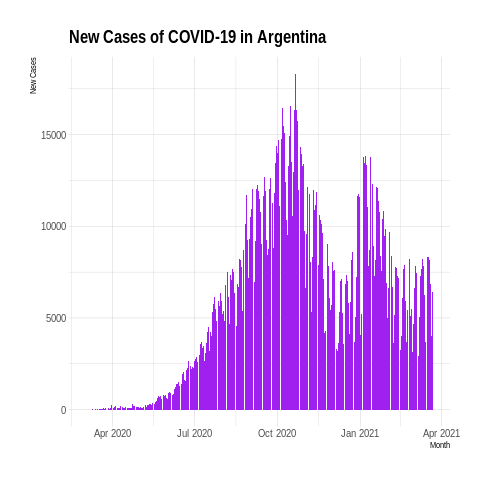 New Cases of COVID-19 in Argentina
New Cases
15000
10000
5000
0
Apr 2020 Jul 2020 Oct 2020 Jan 2021 Apr 2021
Month